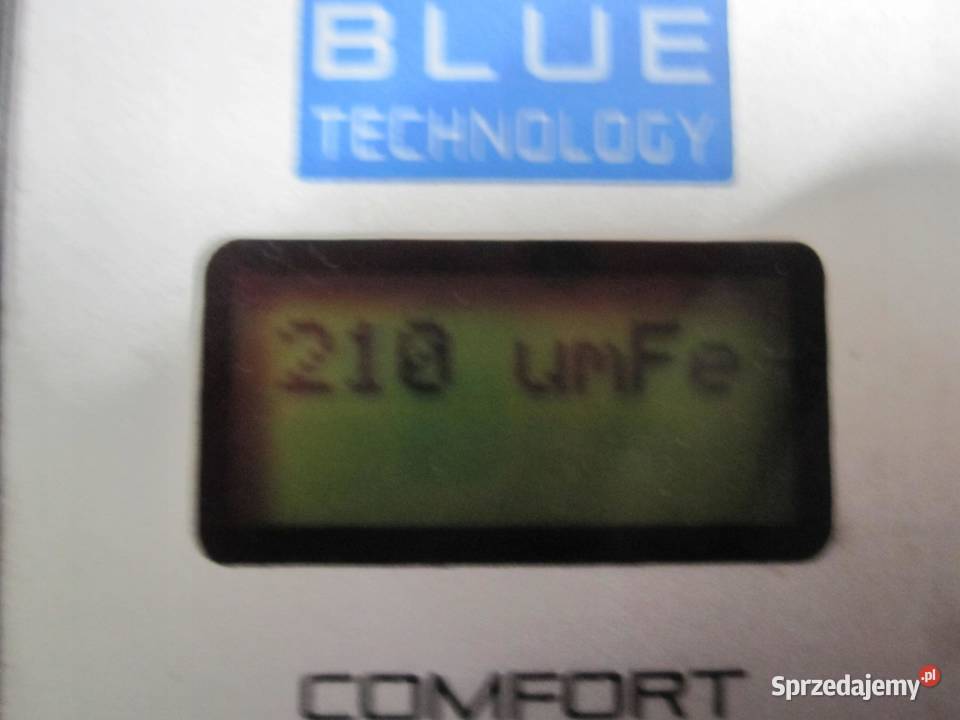 BLUE
TECHNOLOGY
210 umFe
COMFORT
Sprzedajemy.pl